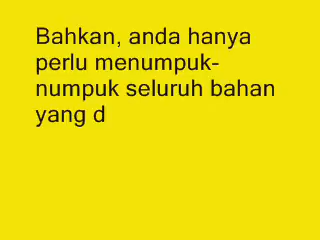 Bahkan, anda hanya
perlu menumpuk-
numpuk seluruh bahan
yang d